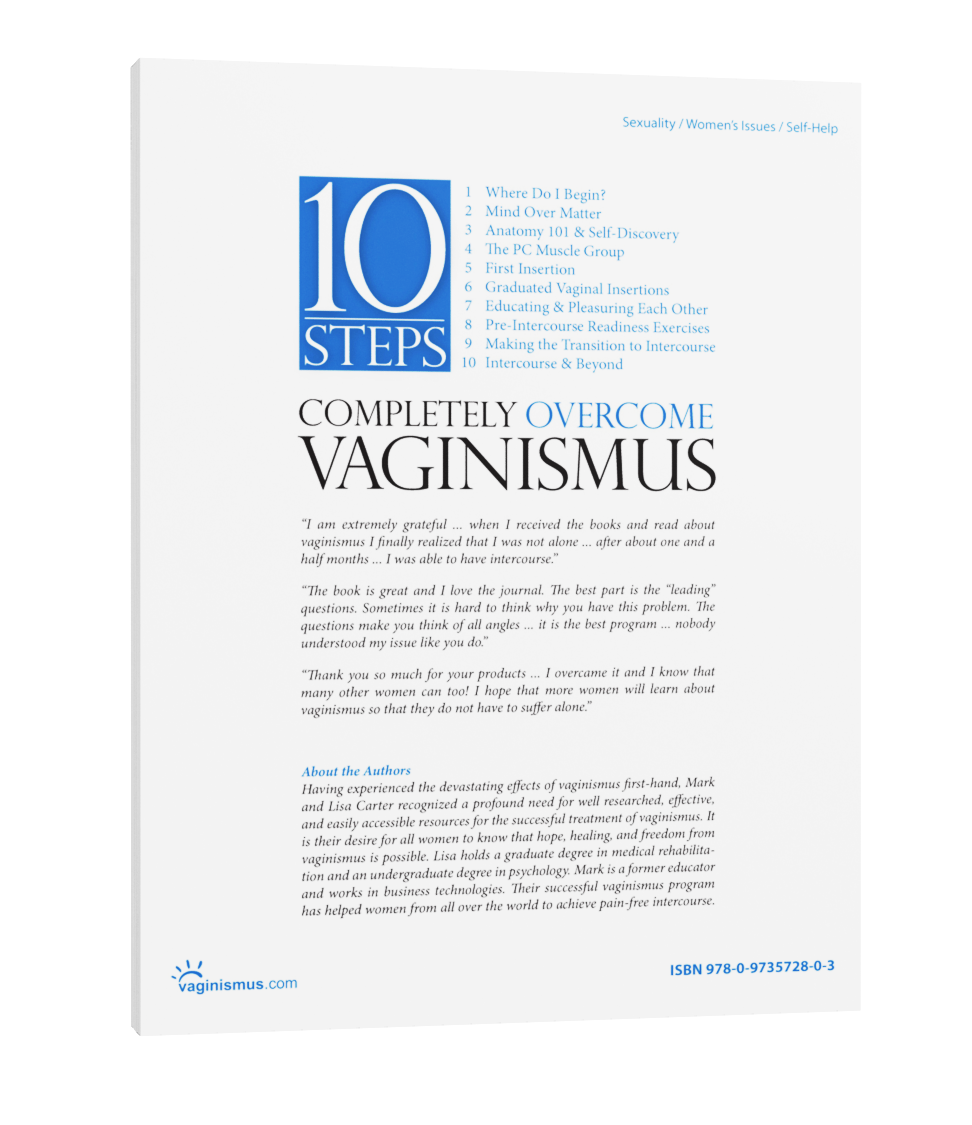 Sexuality / Women's Issues / Self-Help
10
STEPS
1 Where Do I Begin?
2 Mind Over Matter
3 Anatomy 101 & Self-Discovery
4 The PC Muscle Group
5 First Insertion
6 Graduated Vaginal Insertions
7 Educating & Pleasuring Each Other
8 Pre-Intercourse Readiness Exercises
9 Making the Transition to Intercourse
10 Intercourse & Beyond
COMPLETELY OVERCOME
VAGINISMUS
“I am extremely grateful ... when I received the books and read about
vaginismus I finally realized that I was not alone ... after about one and a
half months ... I was able to have intercourse.”
“The book is great and I love the journal. The best part is the “leading”
questions. Sometimes it is hard to think why you have this problem. The
questions make you think of all angles ... it is the best program ... nobody
understood my issue like you do.”
“Thank you so much for your products ... I overcame it and I know that
many other women can too! I hope that more women will learn about
vaginismus so that they do not have to suffer alone.”
About the Authors
Having experienced the devastating effects of vaginismus first-hand, Mark
and Lisa Carter recognized a profound need for well researched, effective,
and easily accessible resources for the successful treatment of vaginismus. It
is their desire for all women to know that hope, healing, and freedom from
vaginismus is possible. Lisa holds a graduate degree in medical rehabilita-
tion and an undergraduate degree in psychology. Mark is a former educator
and works in business technologies. Their successful vaginismus program
has helped women from all over the world to achieve pain-free intercourse.
vaginismus.com
ISBN 978-0-9735728-0-3